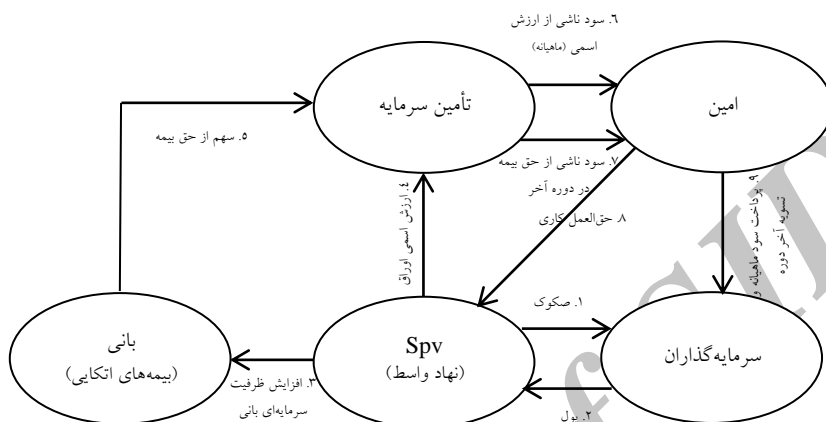 ۶. سود ناشی از ارزش
اسمی (ماهیانه)
تأمین سرمایه
امین
۵. سهم از حق بیمه
۷. سود ناشی از حق بیمه
در دوره آخر
۸. حق‌العمل کاری
۴. ارزش اسمی اوراق
۹. پرداخت سود ماهیانه و
تسویه آخر دوره
۱. صکوک
بانی
(بیمه‌های اتکایی)
Spv
(نهاد واسط)
سرمایه‌گذاران
۳. افزایش ظرفیت
سرمایه‌ای بانی
۲. پول